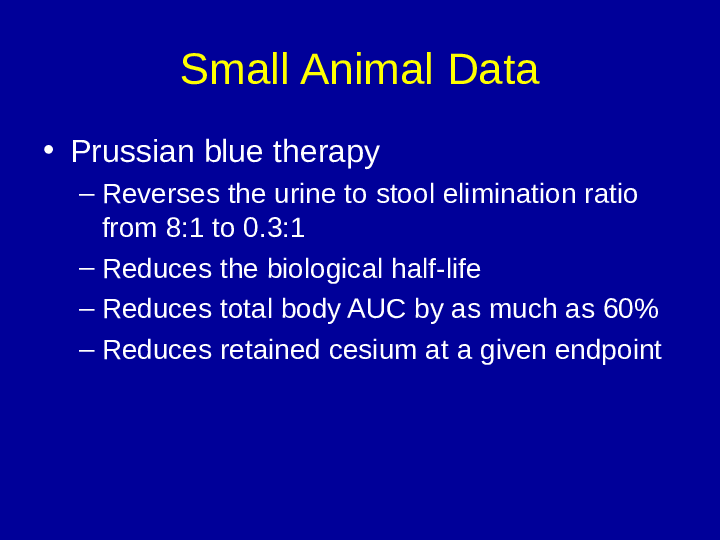 Small Animal Data
• Prussian blue therapy
– Reverses the urine to stool elimination ratio
from 8:1 to 0.3:1
– Reduces the biological half-life
– Reduces total body AUC by as much as 60%
– Reduces retained cesium at a given endpoint